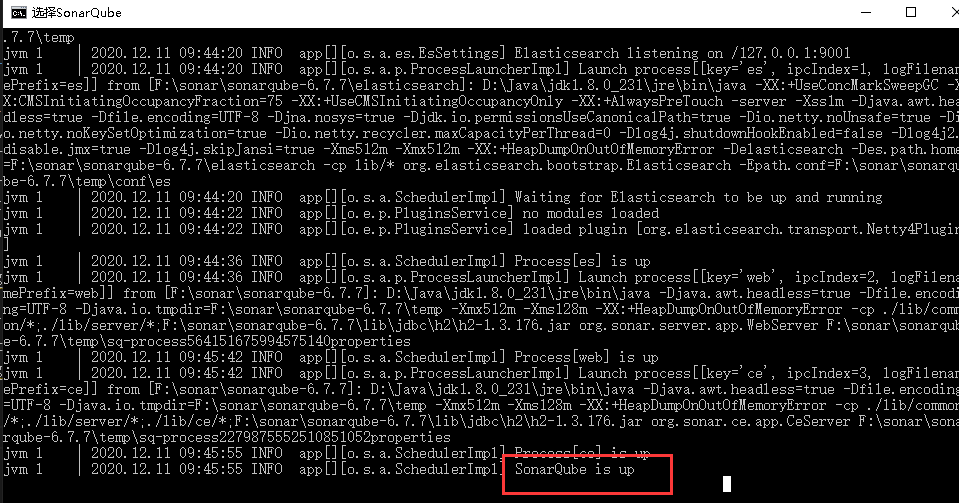 选择SonarQube
.7.7\temp
jvm 1    | 2020.12.11 09:44:20 INFO  app[][o.s.a.es.EsSettings] Elasticsearch listening on /127.0.0.1:9001
jvm 1    | 2020.12.11 09:44:20 INFO  app[][o.s.a.p.ProcessLauncherImpl] Launch process[[key='es', ipcIndex=1, logFilenam
ePrefix=es]] from [F:\sonar\sonarqube-6.7.7\elasticsearch]: D:\Java\jdk1.8.0_231\jre\bin\java -XX:+UseConcMarkSweepGC -X
X:CMSInitiatingOccupancyFraction=75 -XX:+UseCMSInitiatingOccupancyOnly -XX:+AlwaysPreTouch -server -Xss1m -Djava.awt.hea
dless=true -Dfile.encoding=UTF-8 -Djna.nosys=true -Djdk.io.permissionsUseCanonicalPath=true -Dio.netty.noUnsafe=true -Di
o.netty.noKeySetOptimization=true -Dio.netty.recycler.maxCapacityPerThread=0 -Dlog4j.shutdownHookEnabled=false -Dlog4j2.
disable.jmx=true -Dlog4j.skipJansi=true -Xms512m -Xmx512m -XX:+HeapDumpOnOutOfMemoryError -Delasticsearch -Des.path.home
=F:\sonar\sonarqube-6.7.7\elasticsearch -cp lib/* org.elasticsearch.bootstrap.Elasticsearch -Epath.conf=F:\sonar\sonarqu
be-6.7.7\temp\conf\es
jvm 1    | 2020.12.11 09:44:20 INFO  app[][o.s.a.SchedulerImpl] Waiting for Elasticsearch to be up and running
jvm 1    | 2020.12.11 09:44:22 INFO  app[][o.e.p.PluginsService] no modules loaded
jvm 1    | 2020.12.11 09:44:22 INFO  app[][o.e.p.PluginsService] loaded plugin [org.elasticsearch.transport.Netty4Plugin
]
jvm 1    | 2020.12.11 09:44:36 INFO  app[][o.s.a.SchedulerImpl] Process[es] is up
jvm 1    | 2020.12.11 09:44:36 INFO  app[][o.s.a.p.ProcessLauncherImpl] Launch process[[key='web', ipcIndex=2, logFilena
mePrefix=web]] from [F:\sonar\sonarqube-6.7.7]: D:\Java\jdk1.8.0_231\jre\bin\java -Djava.awt.headless=true -Dfile.encodi
ng=UTF-8 -Djava.io.tmpdir=F:\sonar\sonarqube-6.7.7\temp -Xmx512m -Xms128m -XX:+HeapDumpOnOutOfMemoryError -cp ./lib/comm
on/*;./lib/server/*;F:\sonar\sonarqube-6.7.7\lib\jdbc\h2\h2-1.3.176.jar org.sonar.server.app.WebServer F:\sonar\sonarqub
e-6.7.7\temp\sq-process564151675994575140properties
jvm 1    | 2020.12.11 09:45:42 INFO  app[][o.s.a.SchedulerImpl] Process[web] is up
jvm 1    | 2020.12.11 09:45:42 INFO  app[][o.s.a.p.ProcessLauncherImpl] Launch process[[key='ce', ipcIndex=3, logFilenam
ePrefix=ce]] from [F:\sonar\sonarqube-6.7.7]: D:\Java\jdk1.8.0_231\jre\bin\java -Djava.awt.headless=true -Dfile.encoding
=UTF-8 -Djava.io.tmpdir=F:\sonar\sonarqube-6.7.7\temp -Xmx512m -Xms128m -XX:+HeapDumpOnOutOfMemoryError -cp ./lib/common
/*;./lib/server/*;./lib/ce/*;F:\sonar\sonarqube-6.7.7\lib\jdbc\h2\h2-1.3.176.jar org.sonar.ce.app.CeServer F:\sonar\sona
rqube-6.7.7\temp\sq-process2279875552510851052properties
jvm 1    | 2020.12.11 09:45:55 INFO  app[][o.s.a.SchedulerImpl] Process[ce] is up
jvm 1    | 2020.12.11 09:45:55 INFO  app[][o.s.a.SchedulerImpl] SonarQube is up